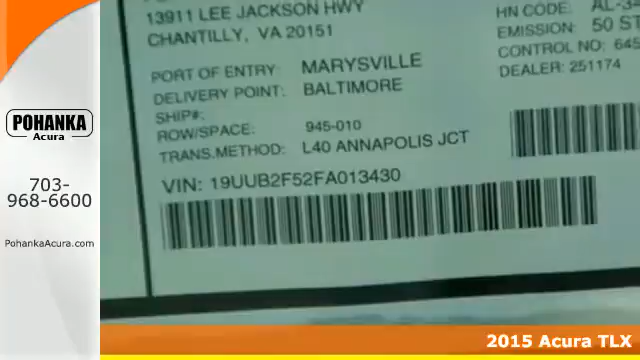 13911 LEE JACKSON HWY
CHANTILLY, VA 20151
HN CODE:
EMISSION: 50
CONTROL NO:
DEALER: 251174
PORT OF ENTRY: MARYSVILLE
DELIVERY POINT: BALTIMORE
SHIP#:
ROW/SPACE: 945-010
TRANS.METHOD: L40 ANNAPOLIS JCT
VIN: 19UUB2F52FA013430
POHANKA
Acura
703-
968-6600
PohankaAcura.com
2015 Acura TLX